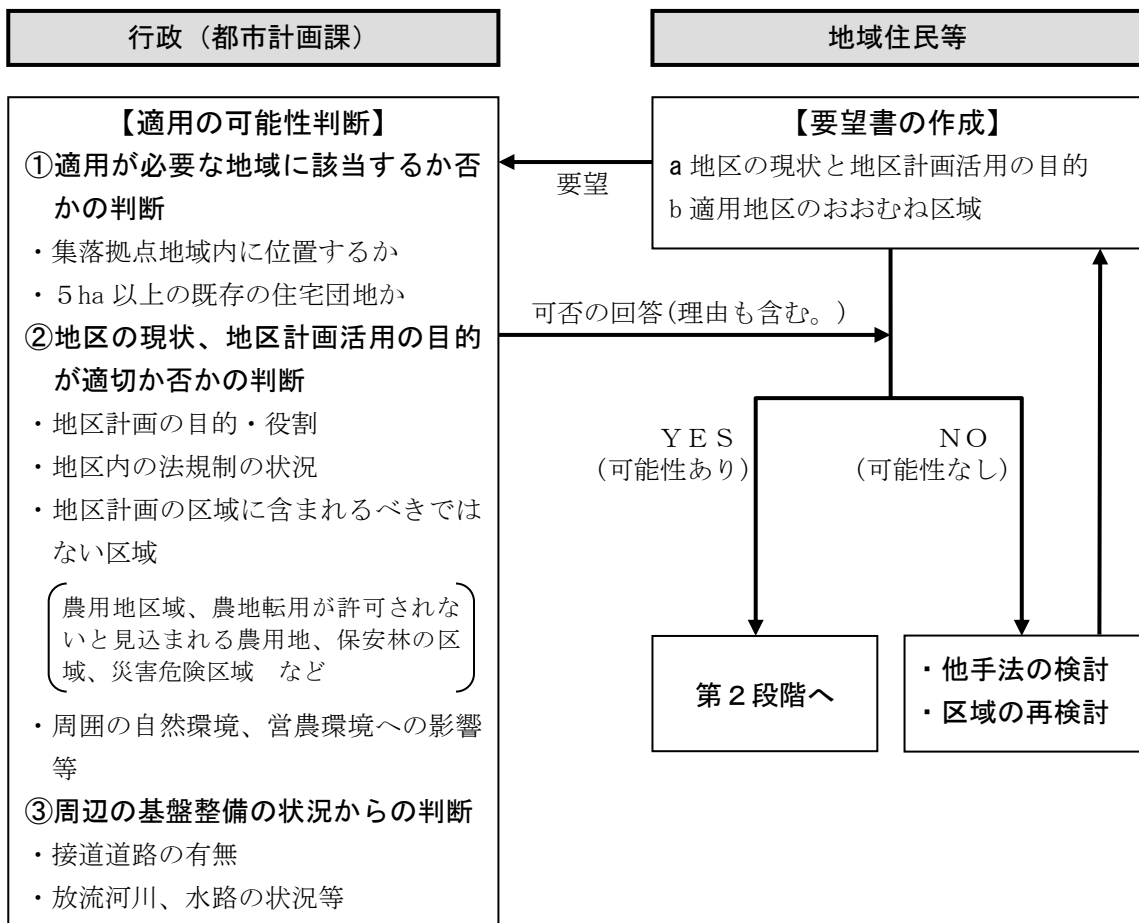 行政（都市計画課）
地域住民等
【適用の可能性判断】
①適用が必要な地域に該当するか否
かの判断
・集落拠点地域内に位置するか
・５ha 以上の既存の住宅団地か
②地区の現状、地区計画活用の目的
が適切か否かの判断
・地区計画の目的・役割
・地区内の法規制の状況
・地区計画の区域に含まれるべきでは
ない区域
農用地区域、農地転用が許可されな
いと見込まれる農用地、保安林の区
域、災害危険区域　など
・周囲の自然環境、営農環境への影響
等
③周辺の基盤整備の状況からの判断
・接道道路の有無
・放流河川、水路の状況等
【要望書の作成】
a 地区の現状と地区計画活用の目的
b 適用地区のおおむね区域
要望
可否の回答(理由も含む。)
ＹＥＳ
(可能性あり)
ＮＯ
(可能性なし)
第２段階へ
・他手法の検討
・区域の再検討